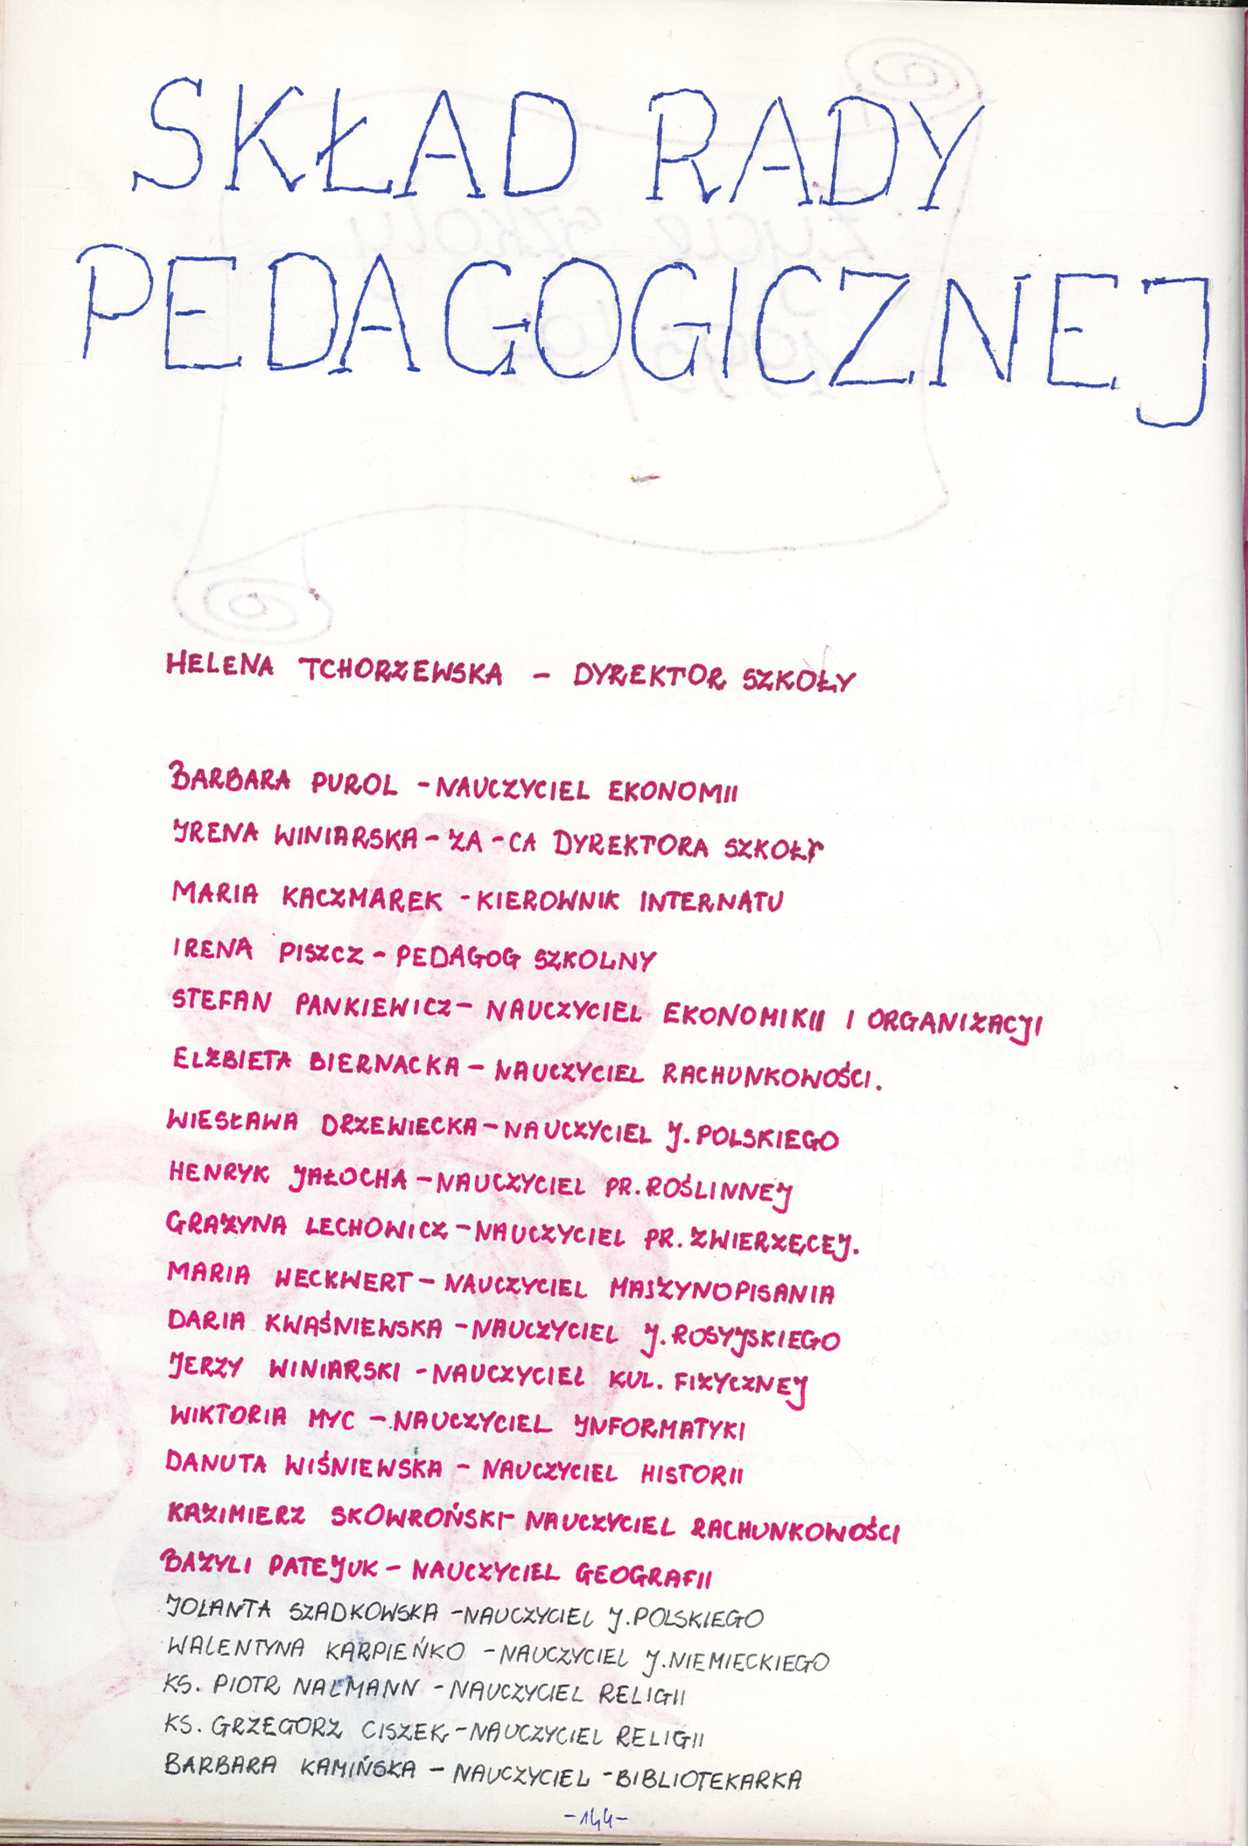 SKŁAD RADY
PEDAGOGICZNEJ
HELENA TCHORZEWSKA - DYREKTOR SZKOŁY
BARBARA PUROL - NAUCZYCIEL EKONOMII
IRENA WINIARSKA - ZA-CA DYREKTORA SZKOŁY
MARIA KACZMAREK - KIEROWNIK INTERNATU
IRENA PISZCZ - PEDAGOG SZKOLNY
STEFAN PANKIEWICZ - NAUCZYCIEL EKONOMIKII I ORGANIZACJI
ELŻBIETA BIERNACKA - NAUCZYCIEL RACHUNKOWOŚCI.
WIESŁAWA DRZEWIECKA - NAUCZYCIEL J. POLSKIEGO
HENRYK JAŁOCHA - NAUCZYCIEL PR. ROŚLINNEJ
GRAŻYNA LECHOWICZ - NAUCZYCIEL PR. ZWIERZĘCEJ.
MARIA WECKWERT - NAUCZYCIEL MASZYNOPISANIA
DARIA KWAŚNIEWSKA - NAUCZYCIEL J. ROSYJSKIEGO
JERZY WINIARSKI - NAUCZYCIEL KUL. FIZYCZNEJ
WIKTORIA MYC - NAUCZYCIEL INFORMATYKI
DANUTA WIŚNIEWSKA - NAUCZYCIEL HISTORII
KAZIMIERZ SKOWROŃSKI - NAUCZYCIEL RACHUNKOWOŚCI
BAZYLI PATEJUK - NAUCZYCIEL GEOGRAFII
JOLANTA SZADKOWSKA - NAUCZYCIEL J. POLSKIEGO
WALENTYNA KARPIEŃKO - NAUCZYCIEL J. NIEMIECKIEGO
KS. PIOTR NALMANN - NAUCZYCIEL RELIGII
KS. GRZEGORZ CISZEK - NAUCZYCIEL RELIGII
BARBARA KAMIŃSKA - NAUCZYCIEL - BIBLIOTEKARKA
- 144 -